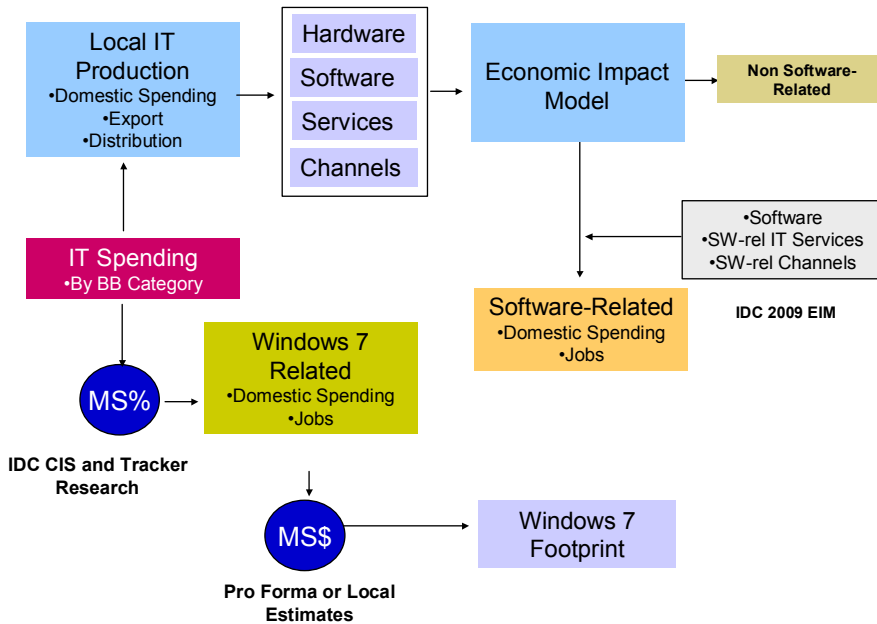 Local IT
Production
•Domestic Spending
•Export
•Distribution
Hardware
Software
Services
Channels
Economic Impact
Model
Non Software-
Related
•Software
•SW-rel IT Services
•SW-rel Channels
IDC 2009 EIM
IT Spending
•By BB Category
Software-Related
•Domestic Spending
•Jobs
Windows 7
Related
•Domestic Spending
•Jobs
MS%
IDC CIS and Tracker
Research
MS$
Pro Forma or Local
Estimates
Windows 7
Footprint